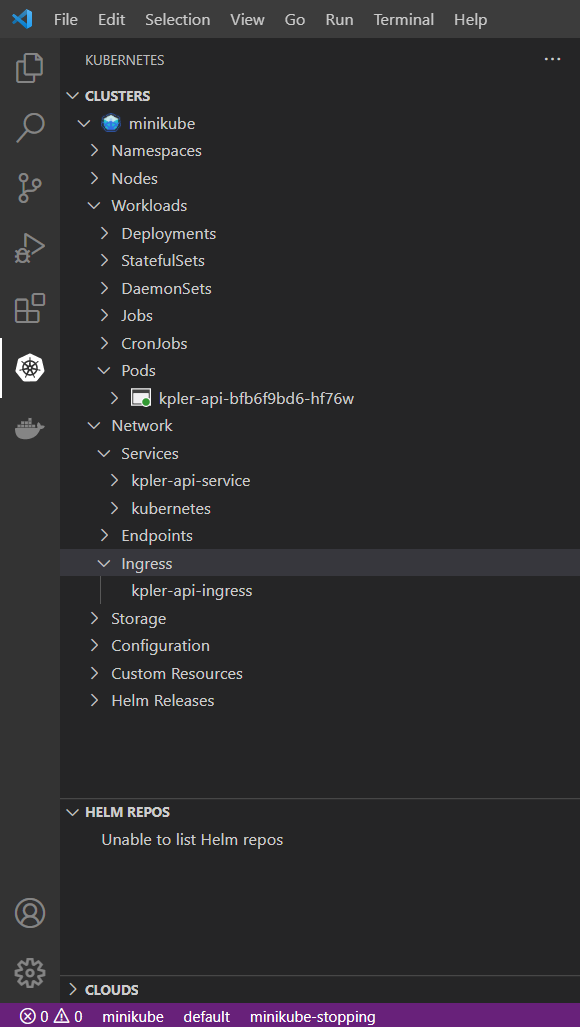 File Edit Selection View Go Run Terminal Help
KUBERNETES
CLUSTERS
minikube
Namespaces
Nodes
Workloads
Deployments
StatefulSets
DaemonSets
Jobs
CronJobs
Pods
kpler-api-bfb6f9bd6-hf76w
Network
Services
kpler-api-service
kubernetes
Endpoints
Ingress
kpler-api-ingress
Storage
Configuration
Custom Resources
Helm Releases
HELM REPOS
Unable to list Helm repos
CLOUDS
0 0 minikube default minikube-stopping